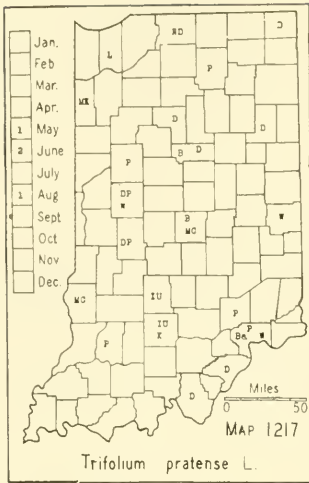 Jan.
Feb
Mar.
Apr.
1 May
2 June
July
1 Aug
Sept
Oct
Nov
Dec.
ND
D
L
P
MX
D
D
B D
P
DP
W
B
MC
W
DP
MC
IU
P
IU
K
P
P
Ba W
D
D
Miles
0 50
MAP 1217
Trifolium pratense L.